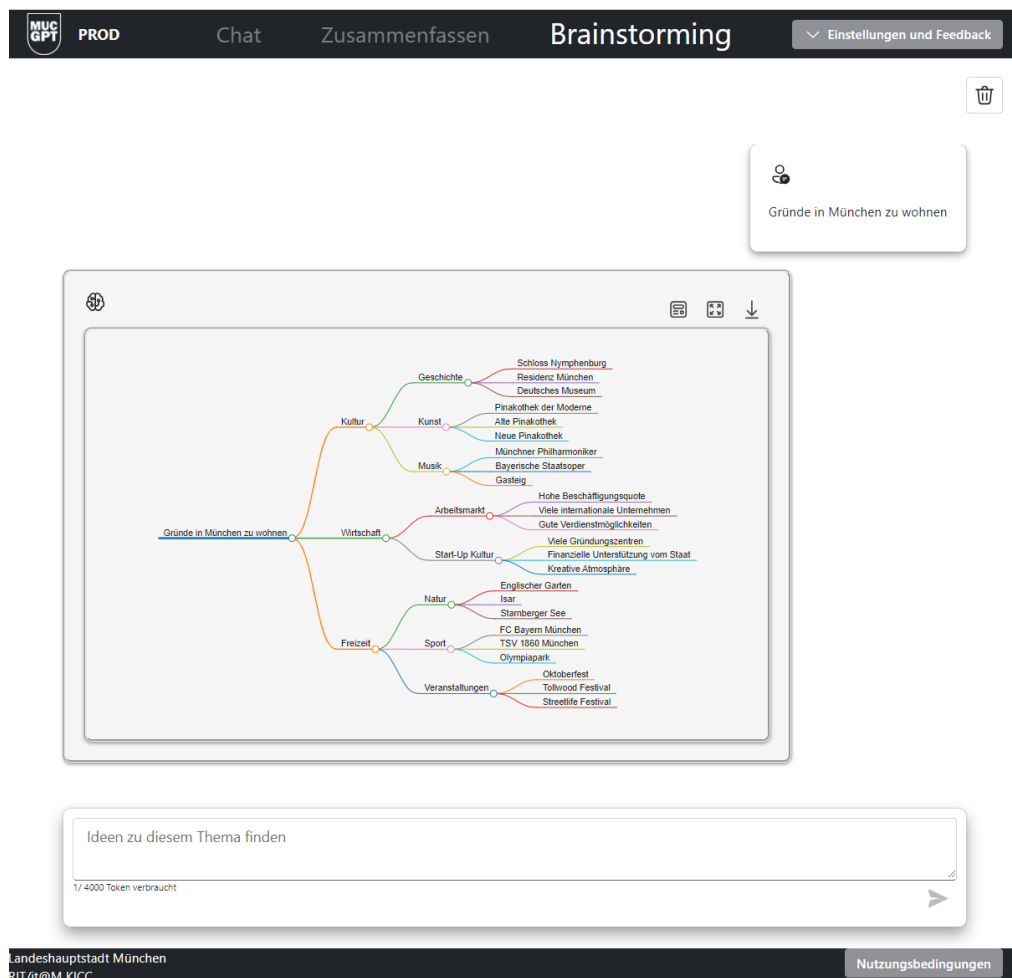 MUC
GPT
PROD
Chat
Zusammenfassen
Brainstorming
Einstellungen und Feedback
Gründe in München zu wohnen
Gründe in München zu wohnen
Kultur
Geschichte
Schloss Nymphenburg
Residenz München
Deutsches Museum
Kunst
Pinakothek der Moderne
Alte Pinakothek
Neue Pinakothek
Musik
Münchner Philharmoniker
Bayerische Staatsoper
Gasteig
Wirtschaft
Arbeitsmarkt
Hohe Beschäftigungsquote
Viele internationale Unternehmen
Gute Verdienstmöglichkeiten
Start-Up Kultur
Viele Gründungszentren
Finanzielle Unterstützung vom Staat
Kreative Atmosphäre
Freizeit
Natur
Englischer Garten
Isar
Starnberger See
Sport
FC Bayern München
TSV 1860 München
Olympiapark
Veranstaltungen
Oktoberfest
Tollwood Festival
Streetlife Festival
Ideen zu diesem Thema finden
1/ 4000 Token verbraucht
Landeshauptstadt München
RIT/it@M KICC
Nutzungsbedingungen